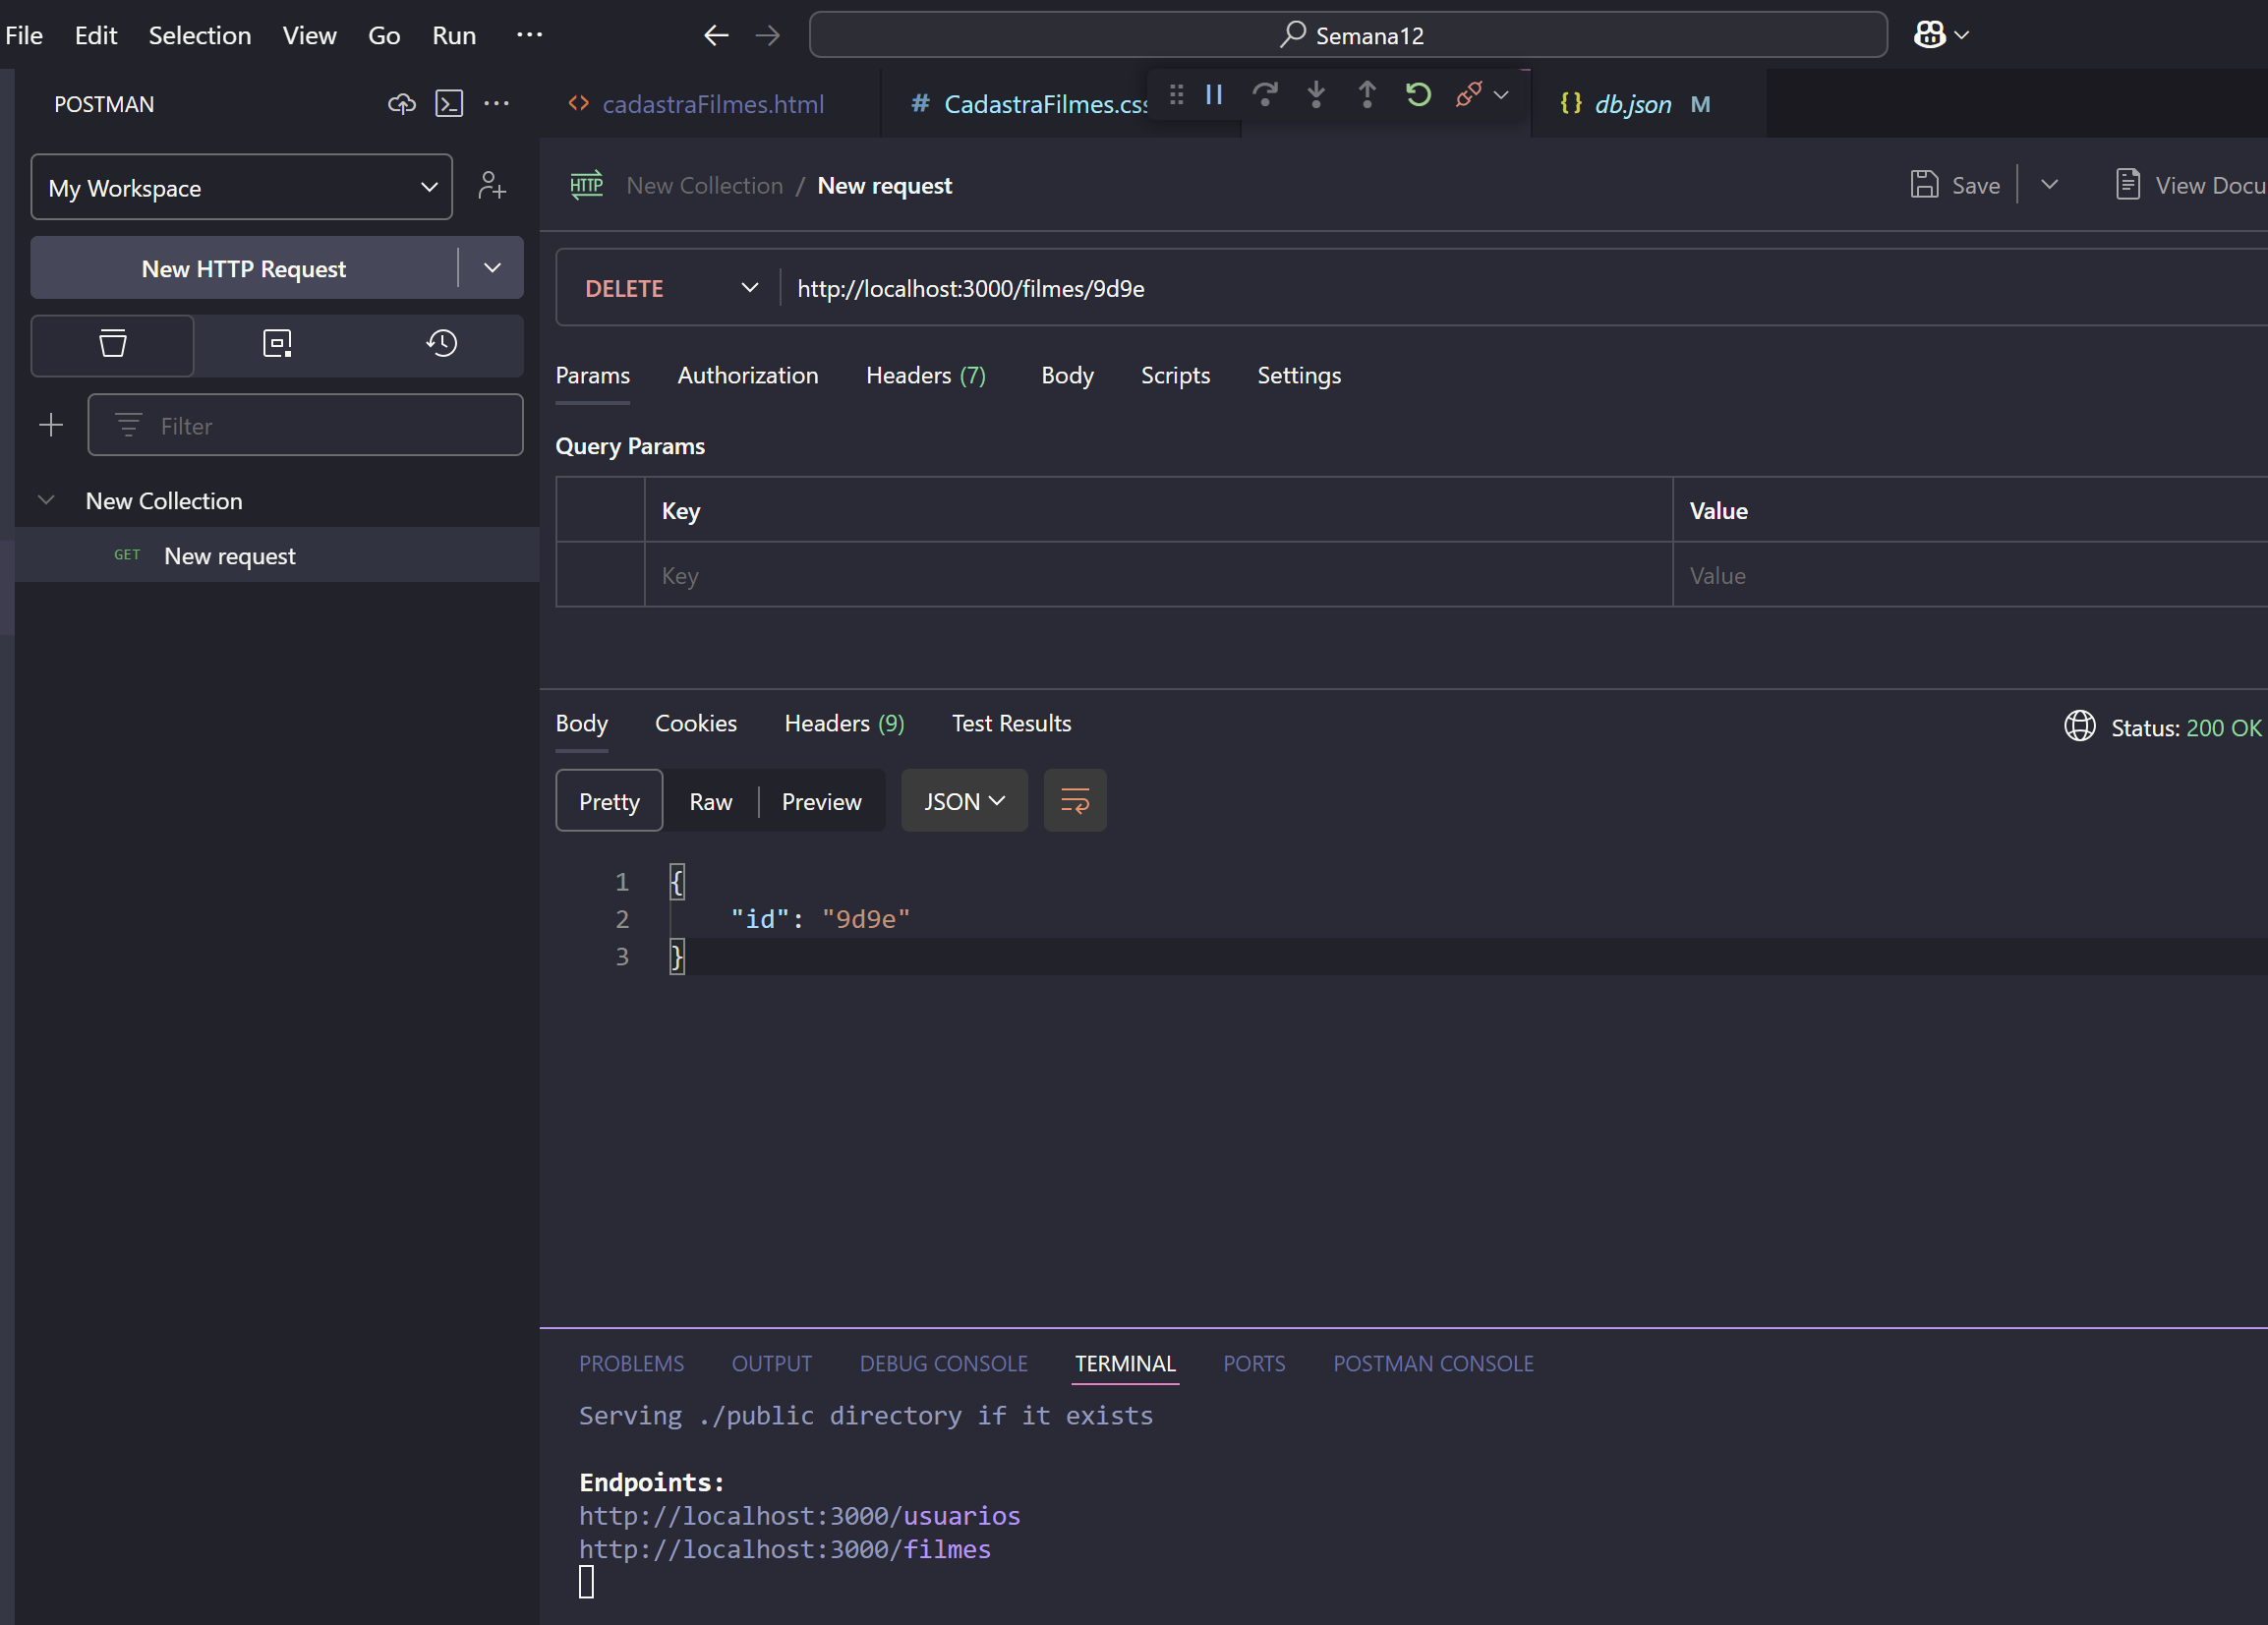 File Edit Selection View Go Run ··· Semana12
POSTMAN
cadastraFilmes.html # CadastraFilmes.css {} db.json M
My Workspace
HTTP New Collection / New request Save View Docu
New HTTP Request
DELETE http://localhost:3000/filmes/9d9e
Params Authorization Headers (7) Body Scripts Settings
Filter
Query Params
New Collection
Key Value
GET New request
Key Value
Body Cookies Headers (9) Test Results Status: 200 OK
Pretty Raw Preview JSON
1 {
2 "id": "9d9e"
3 }
PROBLEMS OUTPUT DEBUG CONSOLE TERMINAL PORTS POSTMAN CONSOLE
Serving ./public directory if it exists
Endpoints:
http://localhost:3000/usuarios
http://localhost:3000/filmes